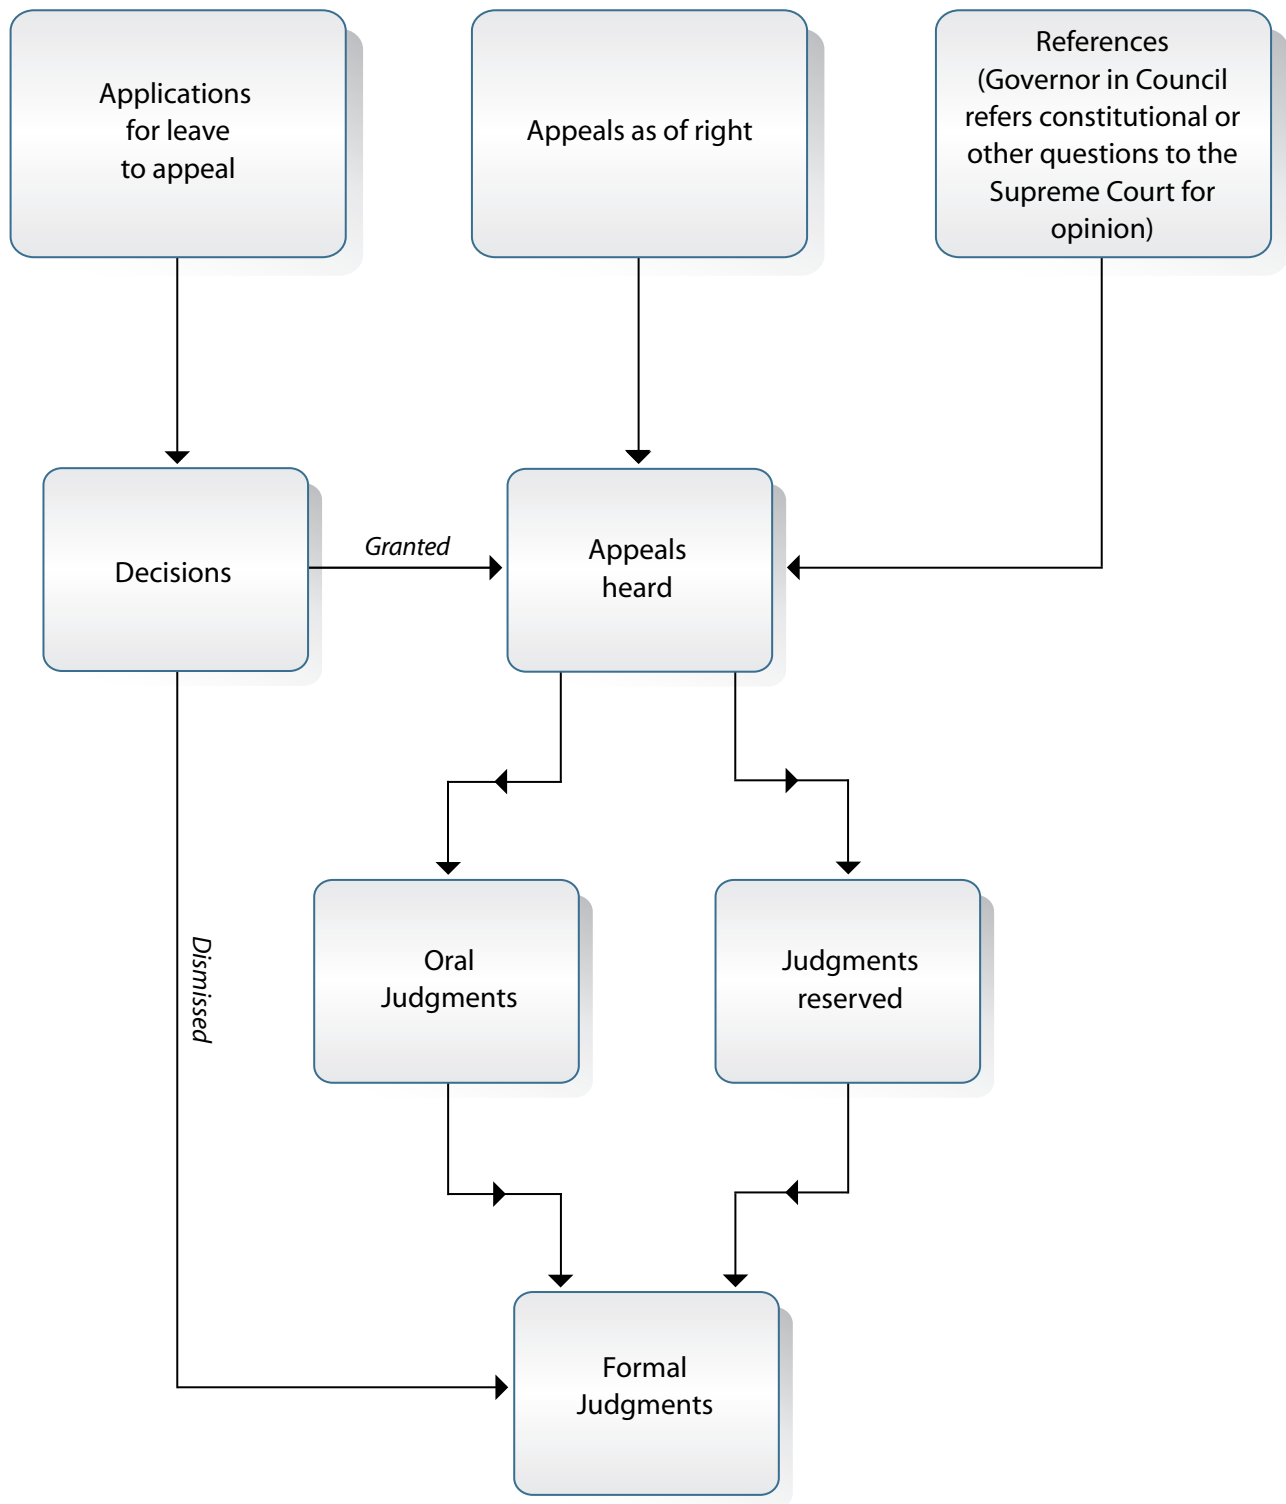 Applications
for leave
to appeal
Appeals as of right
References
(Governor in Council
refers constitutional or
other questions to the
Supreme Court for
opinion)
Decisions
Granted
Appeals
heard
Dismissed
Oral
Judgments
Judgments
reserved
Formal
Judgments